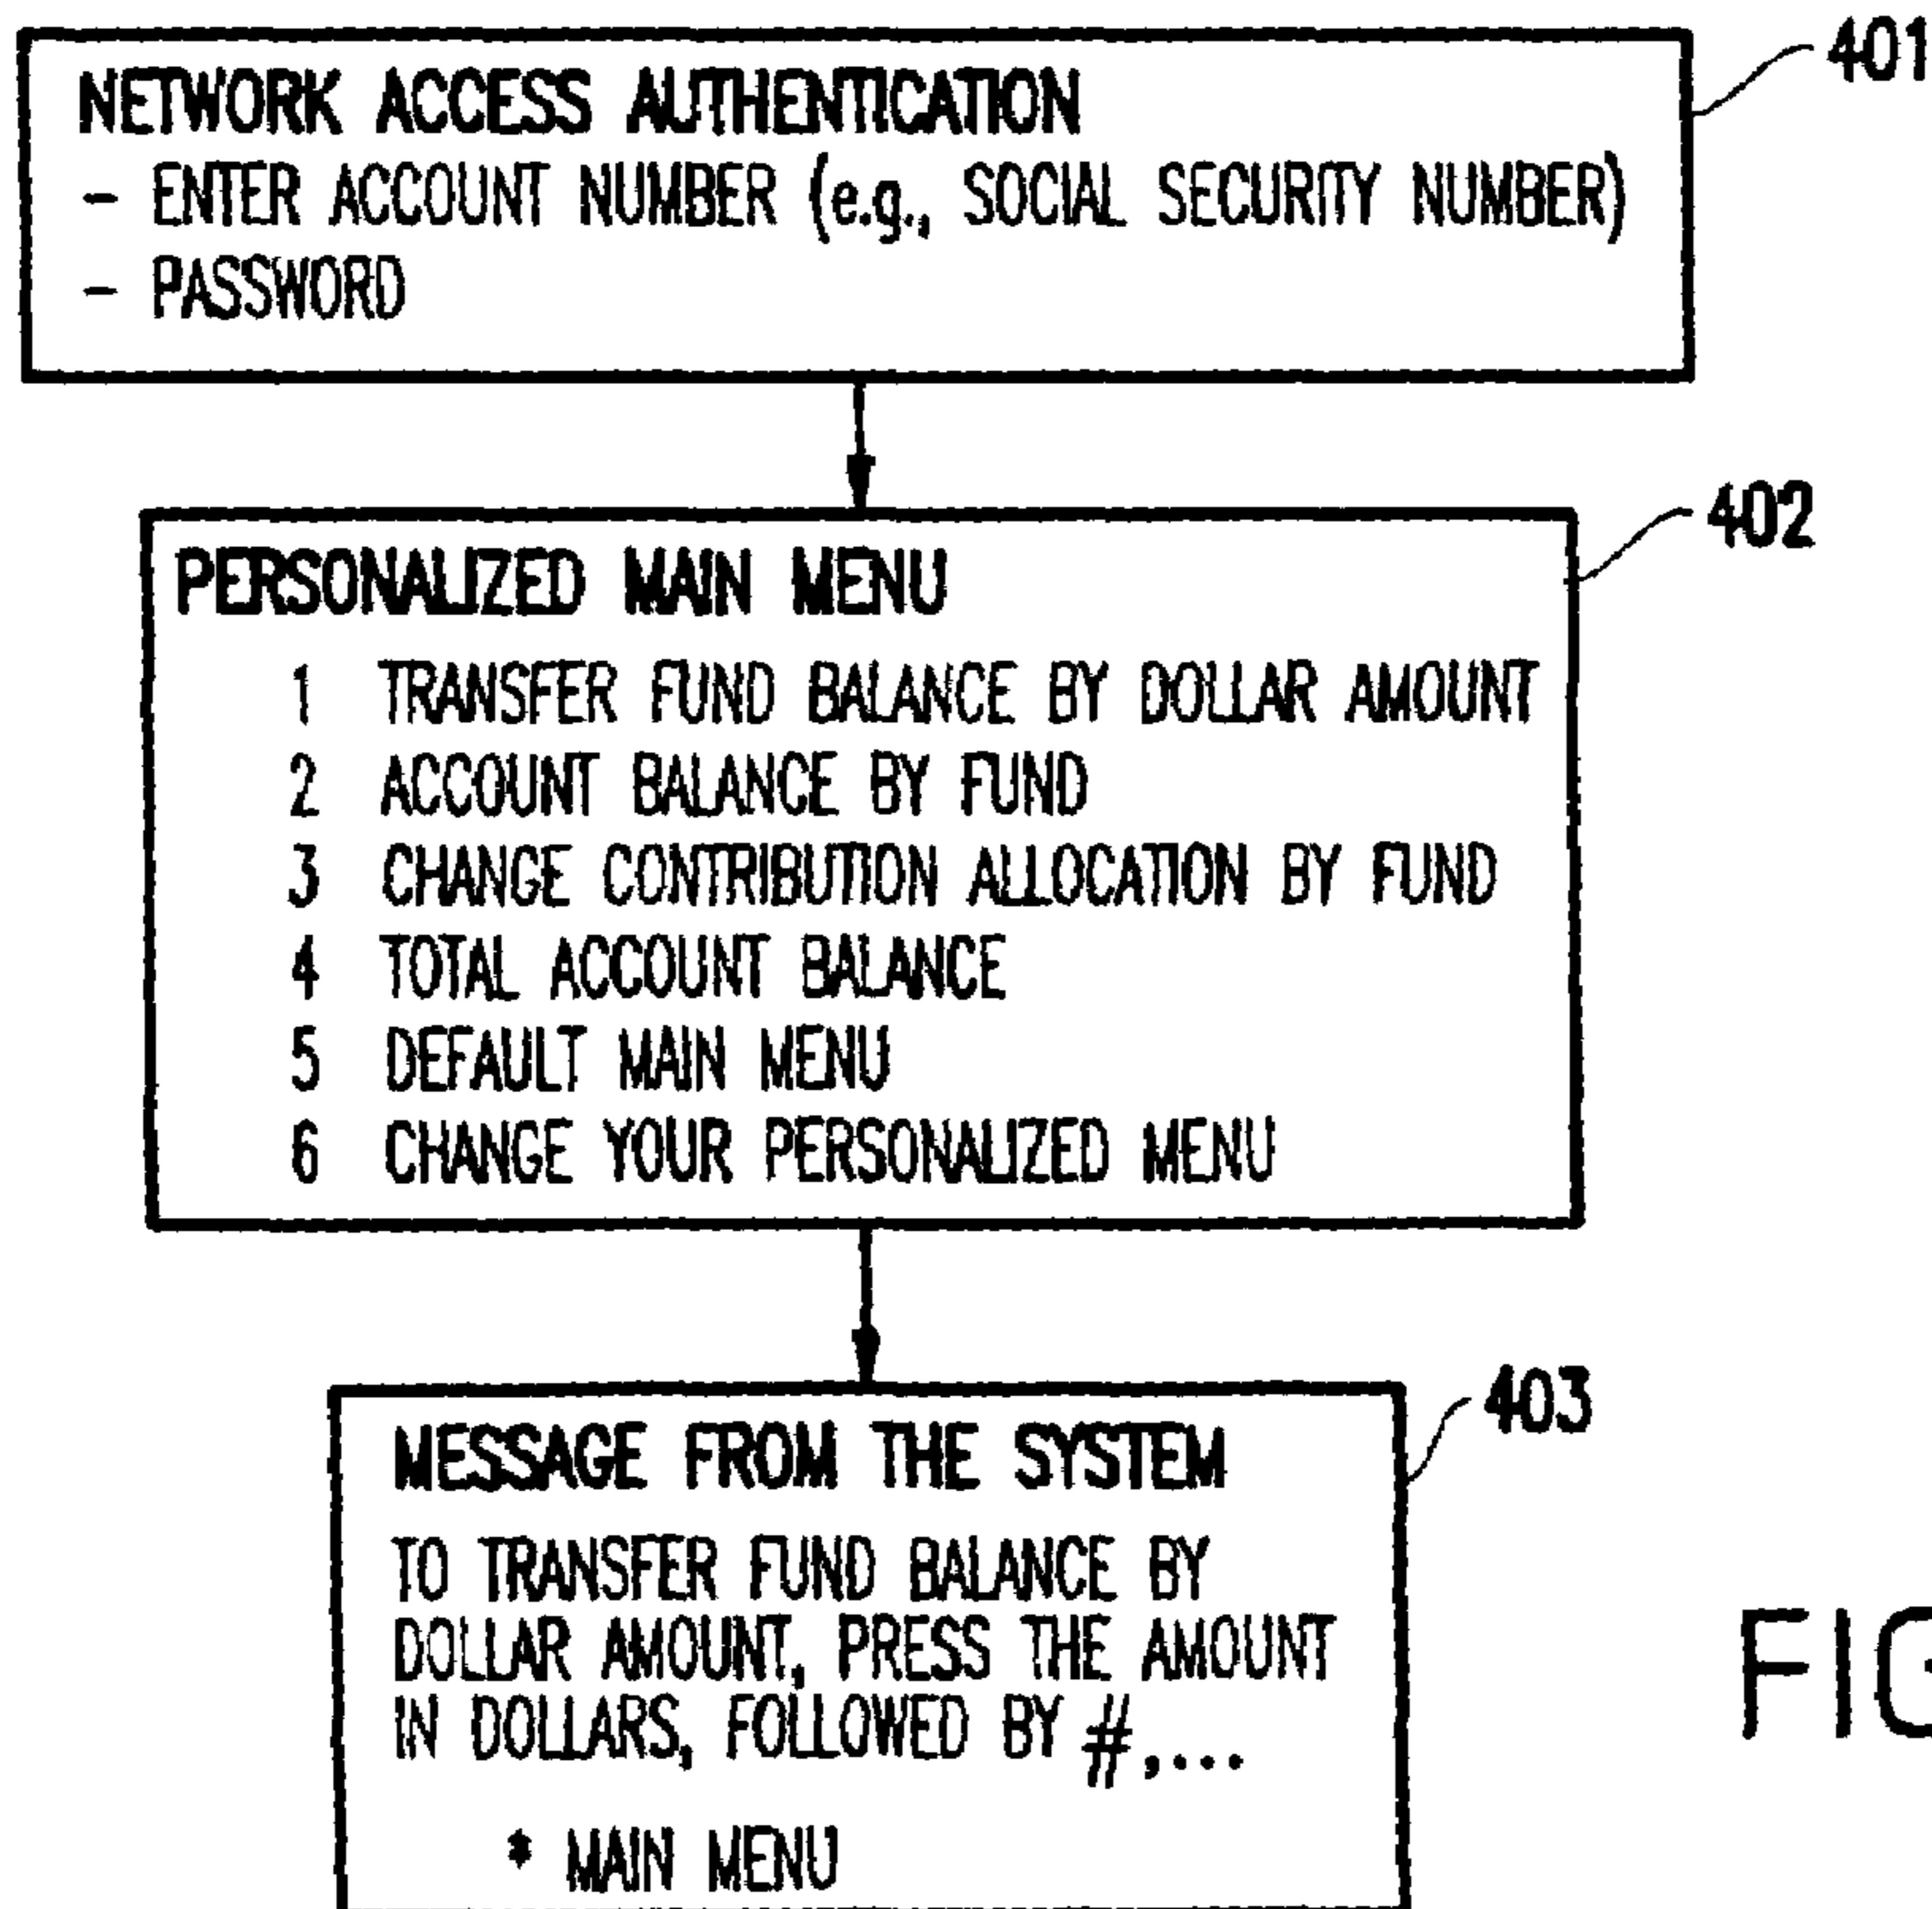 401
NETWORK ACCESS AUTHENTICATION
- ENTER ACCOUNT NUMBER (e.g., SOCIAL SECURITY NUMBER)
- PASSWORD
402
PERSONALIZED MAIN MENU
1 TRANSFER FUND BALANCE BY DOLLAR AMOUNT
2 ACCOUNT BALANCE BY FUND
3 CHANGE CONTRIBUTION ALLOCATION BY FUND
4 TOTAL ACCOUNT BALANCE
5 DEFAULT MAIN MENU
6 CHANGE YOUR PERSONALIZED MENU
403
MESSAGE FROM THE SYSTEM
TO TRANSFER FUND BALANCE BY
DOLLAR AMOUNT, PRESS THE AMOUNT
IN DOLLARS, FOLLOWED BY #,...
* MAIN MENU
FIG